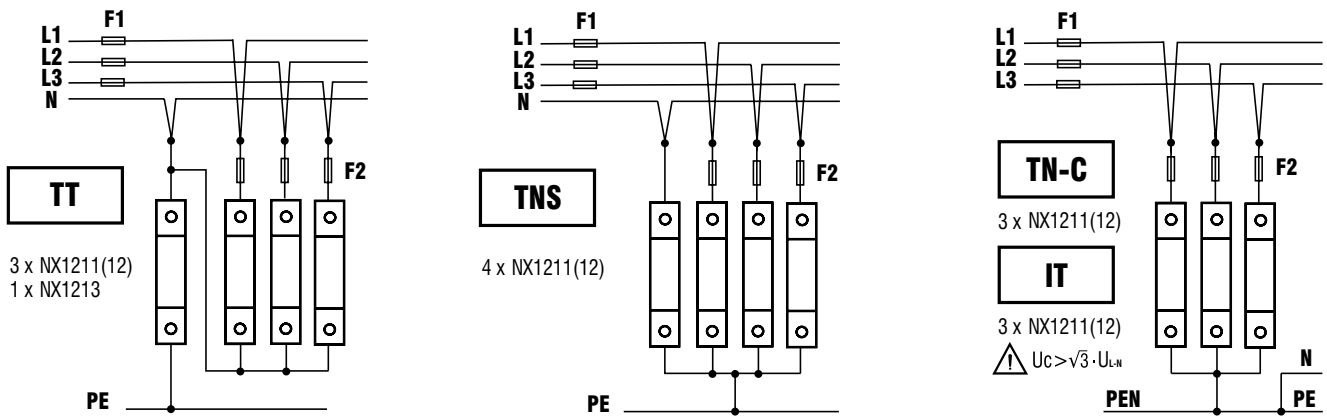 F1
L1
L2
L3
N
F2
TT
3 x NX1211(12)
1 x NX1213
PE
F1
L1
L2
L3
N
F2
TNS
4 x NX1211(12)
PE
F1
L1
L2
L3
F2
TN-C
3 x NX1211(12)
IT
3 x NX1211(12)
Uc>√3·UL-N
N
PEN
PE